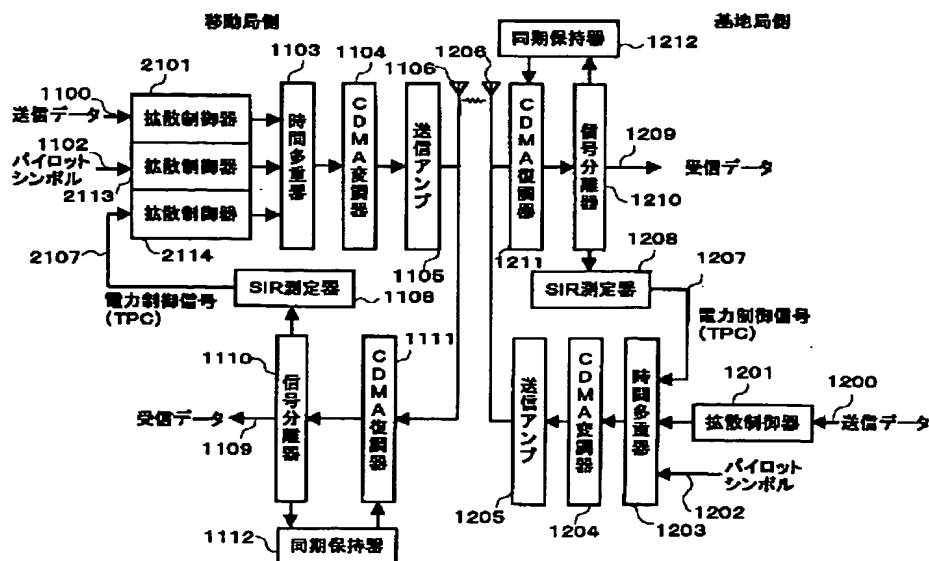 移動局側
基地局側
同期保持器
1212
1103
1104
1106
1206
2101
1100
送信データ
拡散制御器
1102
パイロット
シンボル
拡散制御器
2113
拡散制御器
2114
2107
時間多重器
CDMA変調器
送信アンプ
1105
CDMA復調器
1211
信号分離器
1209
受信データ
1210
1208
1207
SIR測定器
1108
電力制御信号
(TPC)
SIR測定器
電力制御信号
(TPC)
1110
1111
信号分離器
CDMA復調器
受信データ
1109
1112
同期保持器
送信アンプ
1205
CDMA変調器
1204
時間多重器
1203
1201
1200
拡散制御器
送信データ
パイロット
シンボル
1202